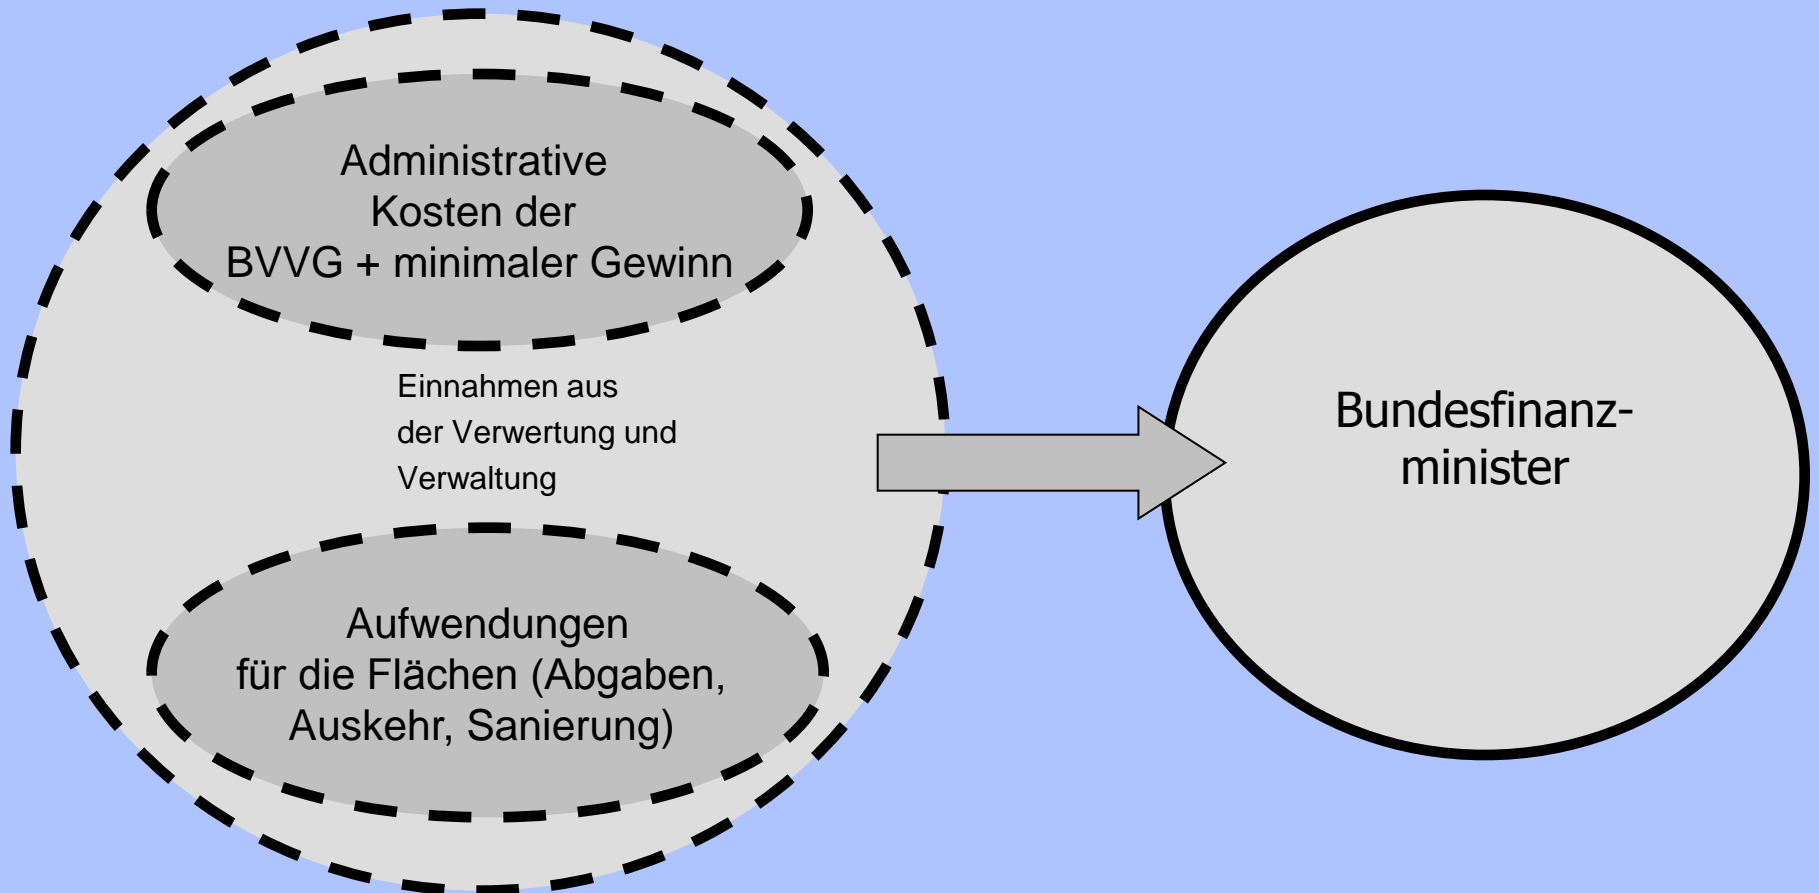 Administrative
Kosten der
BVVG + minimaler Gewinn
Einnahmen aus
der Verwertung und
Verwaltung
Aufwendungen
für die Flächen (Abgaben,
Auskehr, Sanierung)
Bundesfinanz-
minister